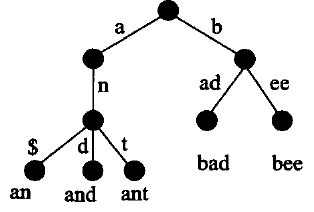 a b
n ad ee
$ d t
bad bee
an and ant